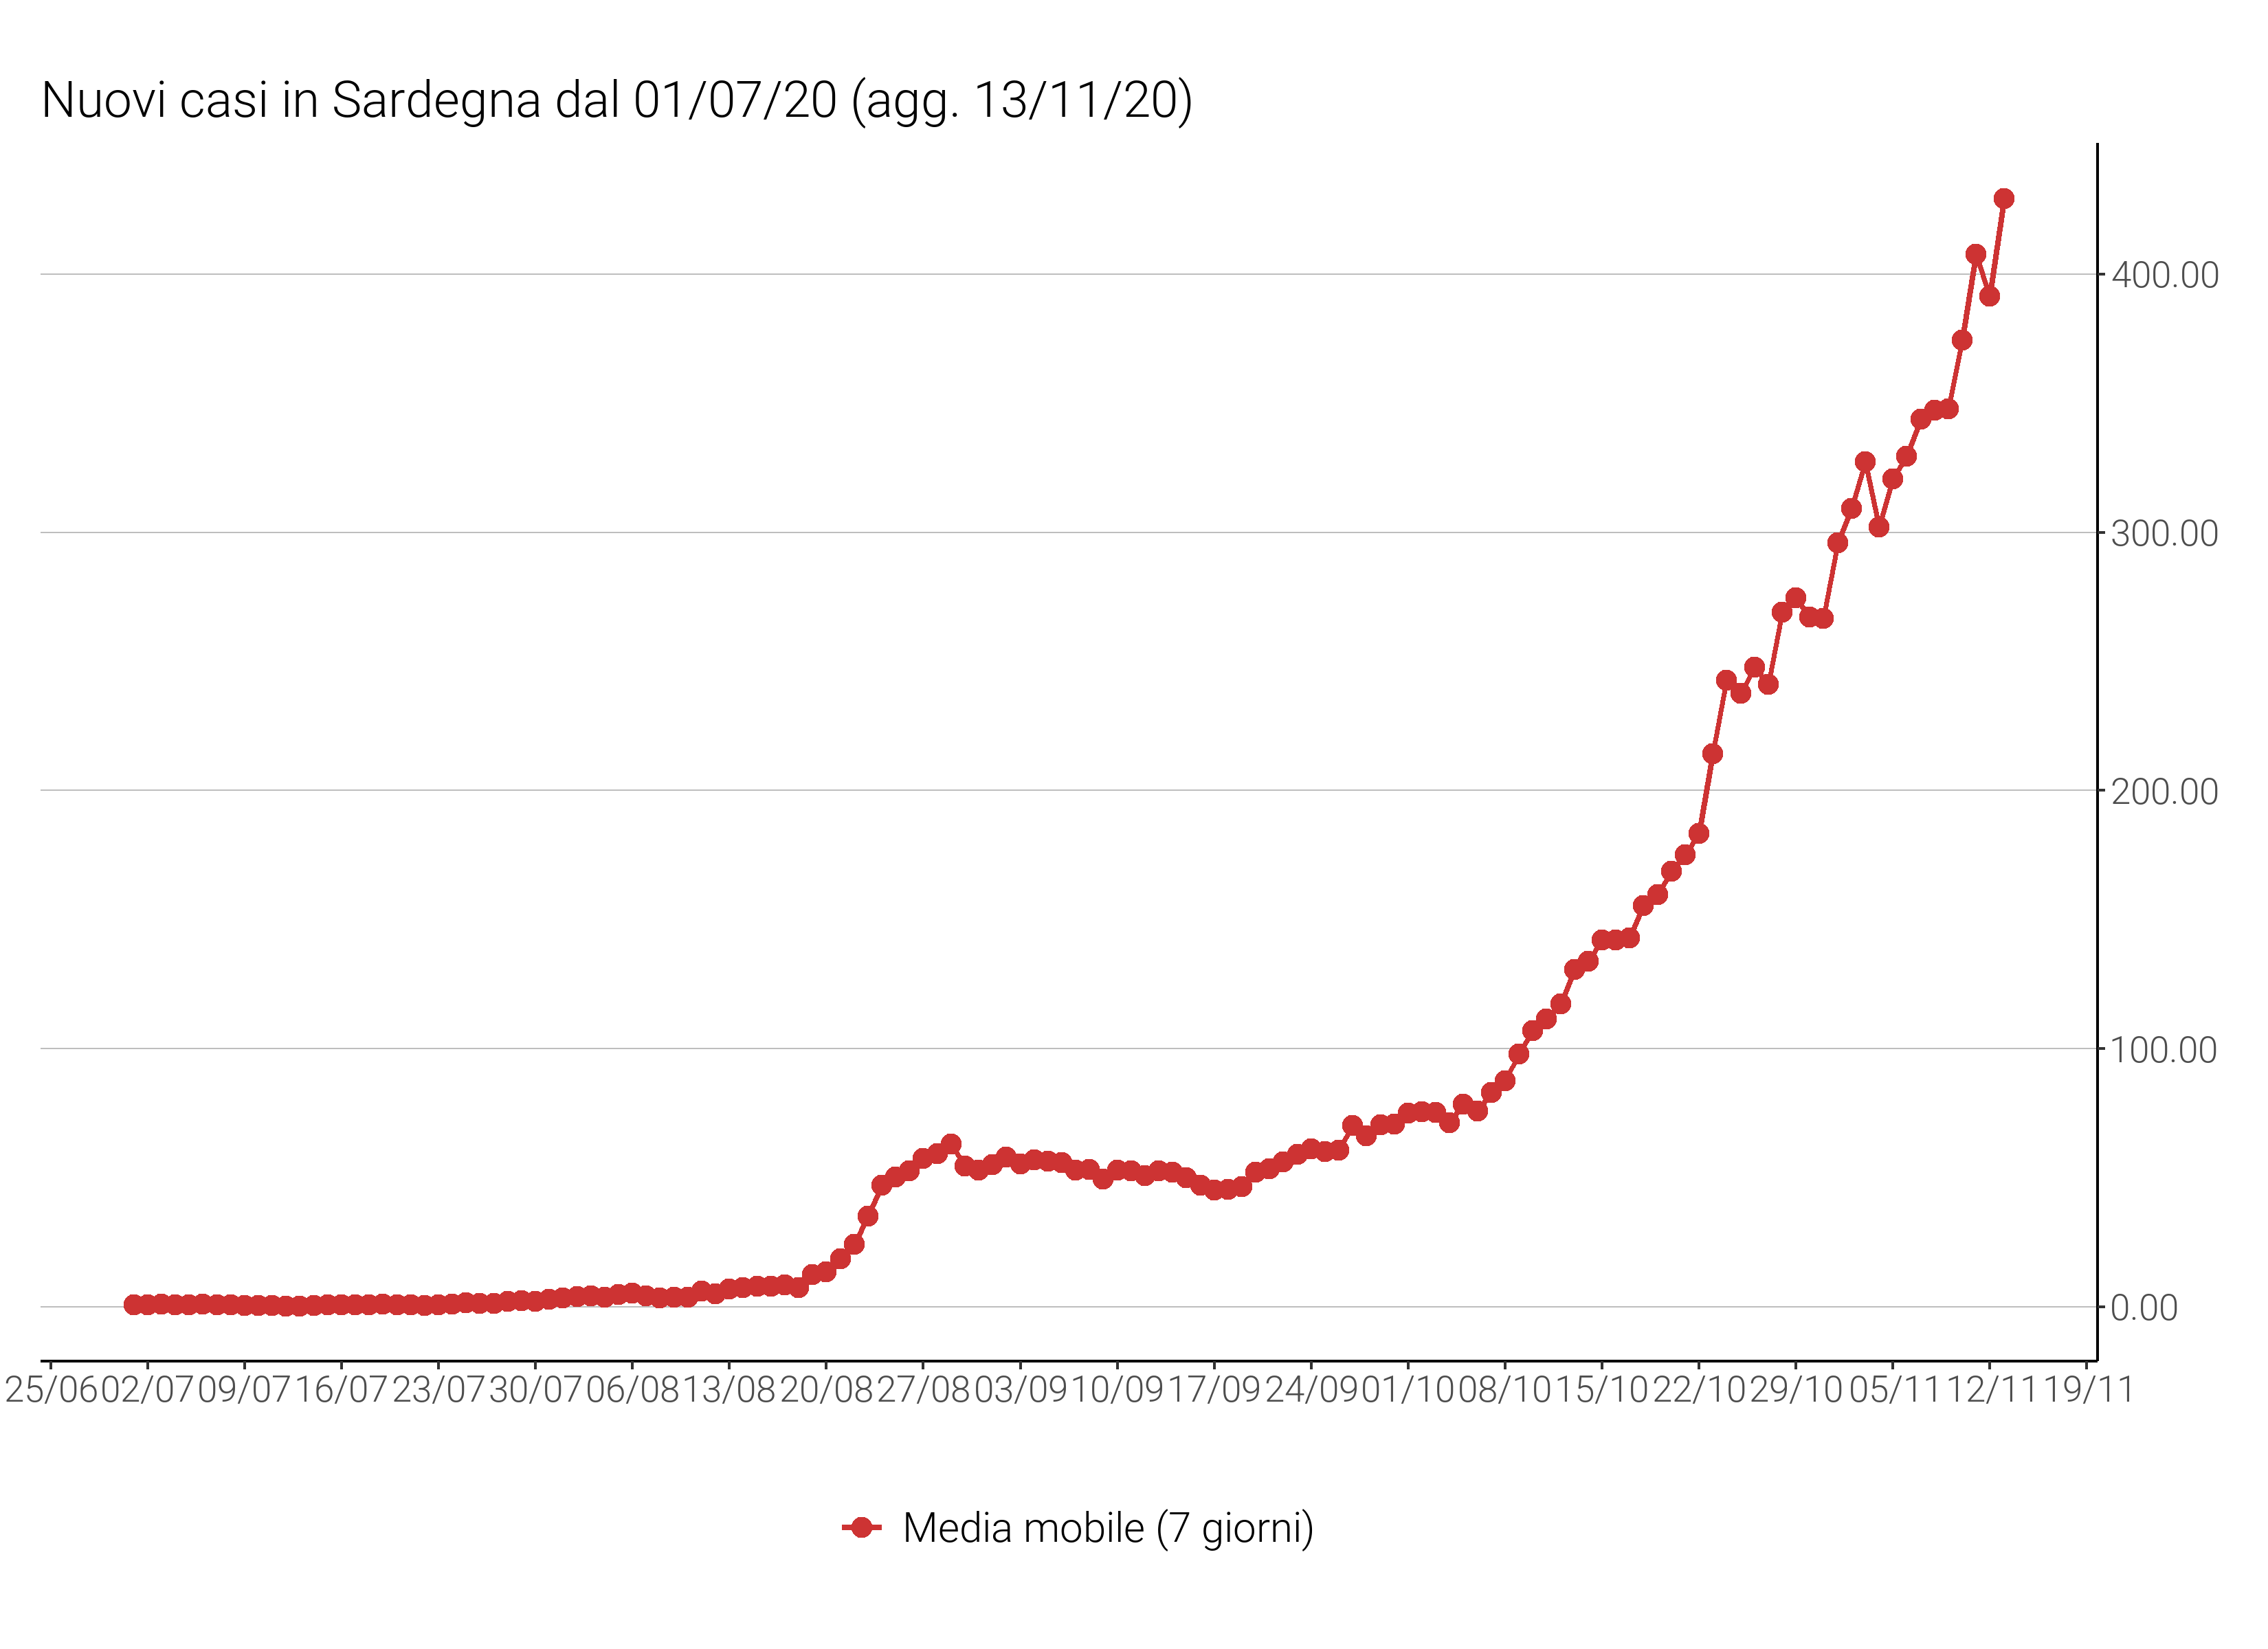 Nuovi casi in Sardegna dal 01/07/20 (agg. 13/11/20)
400.00
300.00
200.00
100.00
0.00
25/06 02/07 09/07 16/07 23/07 30/07 06/08 13/08 20/08 27/08 03/09 10/09 17/09 24/09 01/10 08/10 15/10 22/10 29/10 05/11 12/11 19/11
Media mobile (7 giorni)